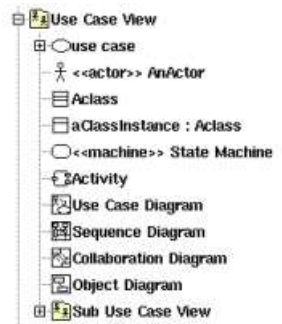 Use Case View
use case
<<actor>> AnActor
Aclass
aClassInstance : Aclass
<<machine>> State Machine
Activity
Use Case Diagram
Sequence Diagram
Collaboration Diagram
Object Diagram
Sub Use Case View